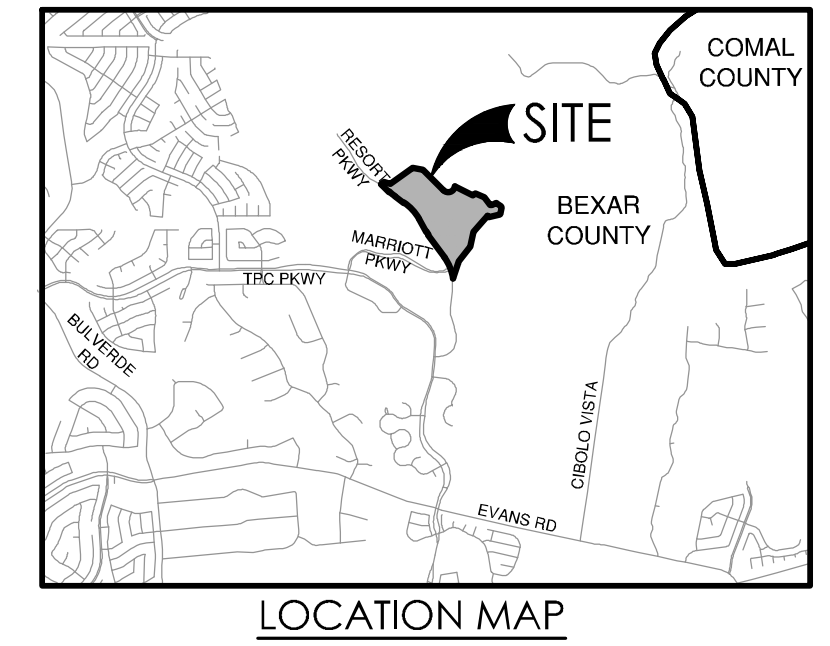 COMAL
COUNTY
SITE
RESORT
PKWY
BEXAR
COUNTY
MARRIOTT
PKWY
TPC PKWY
BULVERDE
RD
CIBOLO VISTA
EVANS RD
LOCATION MAP